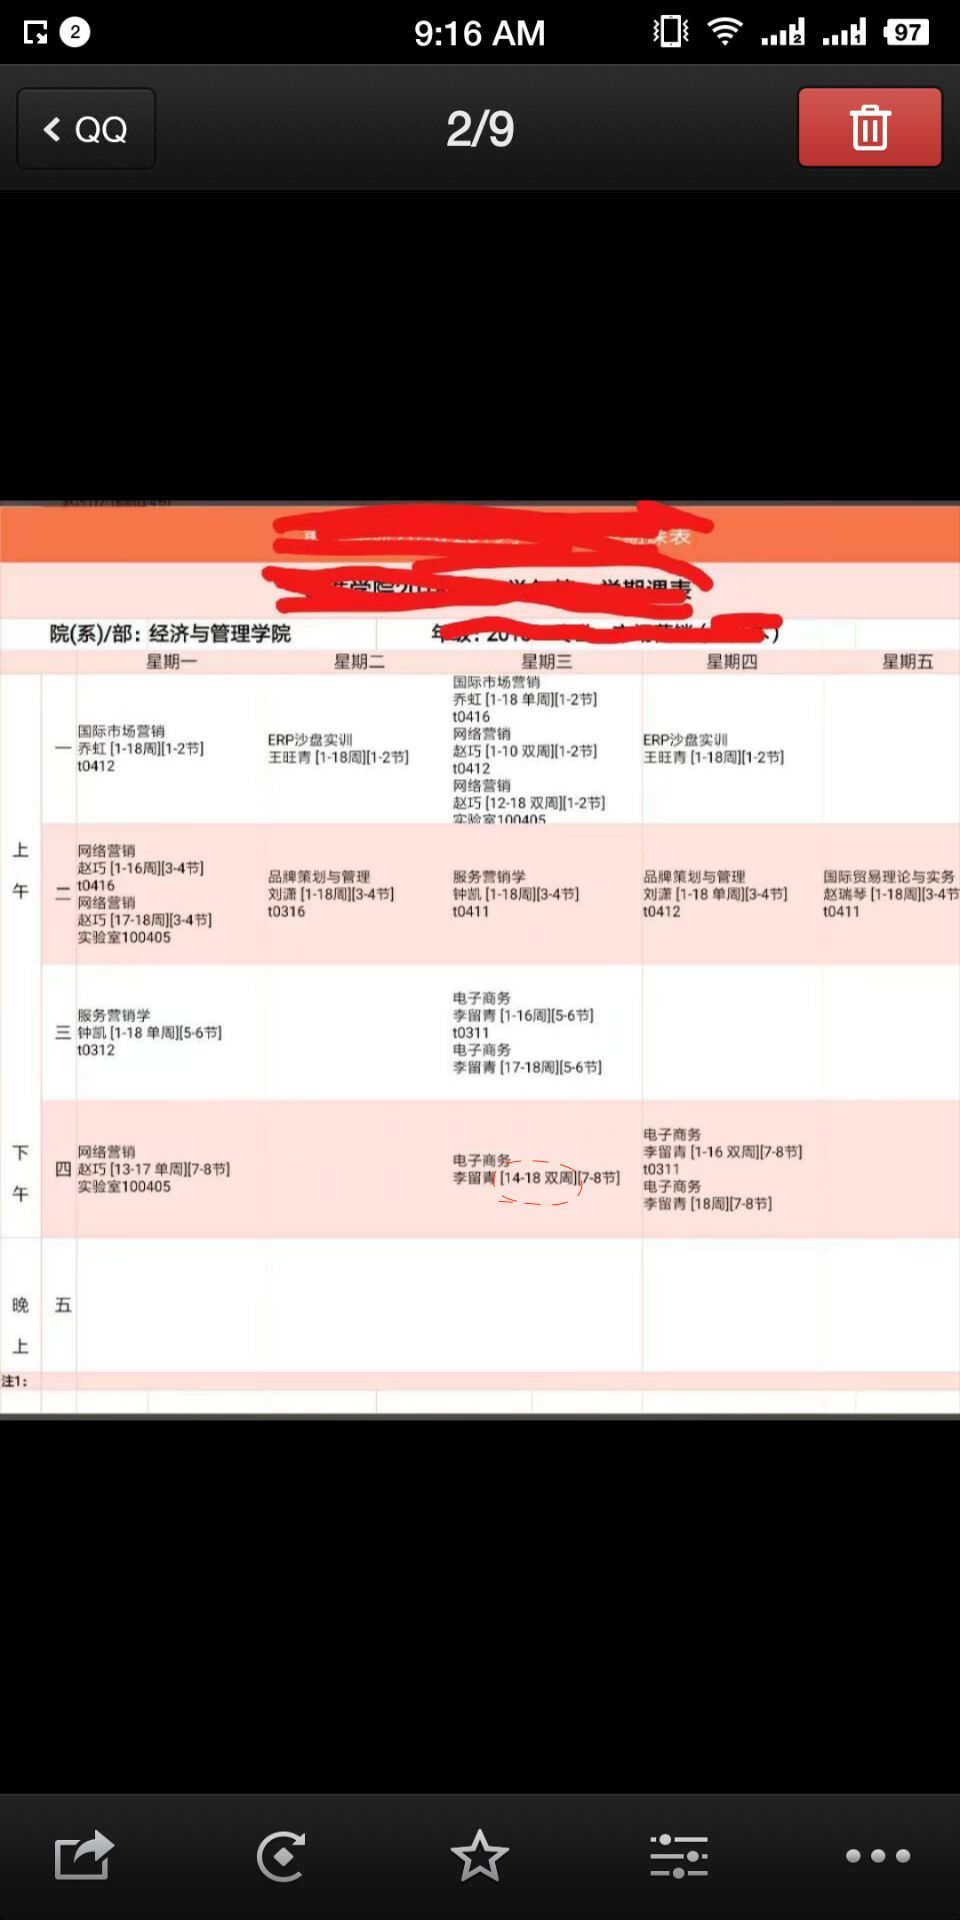 2
9:16 AM
97
QQ
2/9
课表
学期课表
院(系)/部: 经济与管理学院
星期一
星期二
星期三
星期四
星期五
上午
一
国际市场营销
乔虹 [1-18周][1-2节]
t0412
ERP沙盘实训
王旺青 [1-18周][1-2节]
国际市场营销
乔虹 [1-18 单周][1-2节]
t0416
网络营销
赵巧 [1-10 双周][1-2节]
t0412
网络营销
赵巧 [12-18 双周][1-2节]
实验室100405
ERP沙盘实训
王旺青 [1-18周][1-2节]
二
网络营销
赵巧 [1-16周][3-4节]
t0416
网络营销
赵巧 [17-18周][3-4节]
实验室100405
品牌策划与管理
刘潇 [1-18周][3-4节]
t0316
服务营销学
钟凯 [1-18周][3-4节]
t0411
品牌策划与管理
刘潇 [1-18 单周][3-4节]
t0412
国际贸易理论与实务
赵瑞琴 [1-18周][3-4节
t0411
下午
三
服务营销学
钟凯 [1-18 单周][5-6节]
t0312
电子商务
李留青 [1-16周][5-6节]
t0311
电子商务
李留青 [17-18周][5-6节]
四
网络营销
赵巧 [13-17 单周][7-8节]
实验室100405
电子商务
李留青 [14-18 双周][7-8节]
电子商务
李留青 [1-16 双周][7-8节]
t0311
电子商务
李留青 [18周][7-8节]
晚上
五
注1: